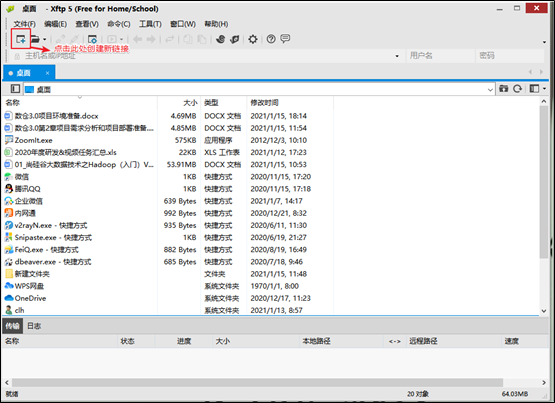 桌面 - Xftp 5 (Free for Home/School)
文件(F) 编辑(E) 查看(V) 命令(C) 工具(T) 窗口(W) 帮助(H)
点击此处创建新链接
主机名或IP地址 用户名 密码
桌面
桌面
名称 大小 类型 修改时间
数仓3.0项目环境准备.docx 4.69MB DOCX 文档 2021/1/15, 18:14
数仓3.0第2章项目需求分析和项目部署准备.... 4.85MB DOCX 文档 2021/1/15, 11:54
ZoomIt.exe 575KB 应用程序 2012/12/3, 10:10
2020年度研发&视频任务汇总.xls 22KB XLS 工作表 2021/1/12, 17:23
01_尚硅谷大数据技术之Hadoop（入门）V... 53.91MB DOCX 文档 2021/1/15, 10:53
微信 1KB 快捷方式 2020/11/15, 17:20
腾讯QQ 1KB 快捷方式 2020/11/15, 17:18
企业微信 639 Bytes 快捷方式 2021/1/7, 14:17
内网通 992 Bytes 快捷方式 2020/12/21, 8:32
v2rayN.exe - 快捷方式 935 Bytes 快捷方式 2020/6/11, 11:30
Snipaste.exe - 快捷方式 1KB 快捷方式 2020/6/19, 21:27
FeiQ.exe - 快捷方式 882 Bytes 快捷方式 2020/8/19, 16:49
dbeaver.exe - 快捷方式 685 Bytes 快捷方式 2020/7/18, 9:46
新建文件夹 文件夹 2021/1/15, 11:48
WPS网盘 系统文件夹 1970/1/1, 8:00
OneDrive 系统文件夹 2020/12/17, 11:23
clh 系统文件夹 2021/1/13, 8:57
传输 日志
名称 状态 进度 大小 本地路径 <-> 远程路径 速度
就绪 20 对象 64.03MB